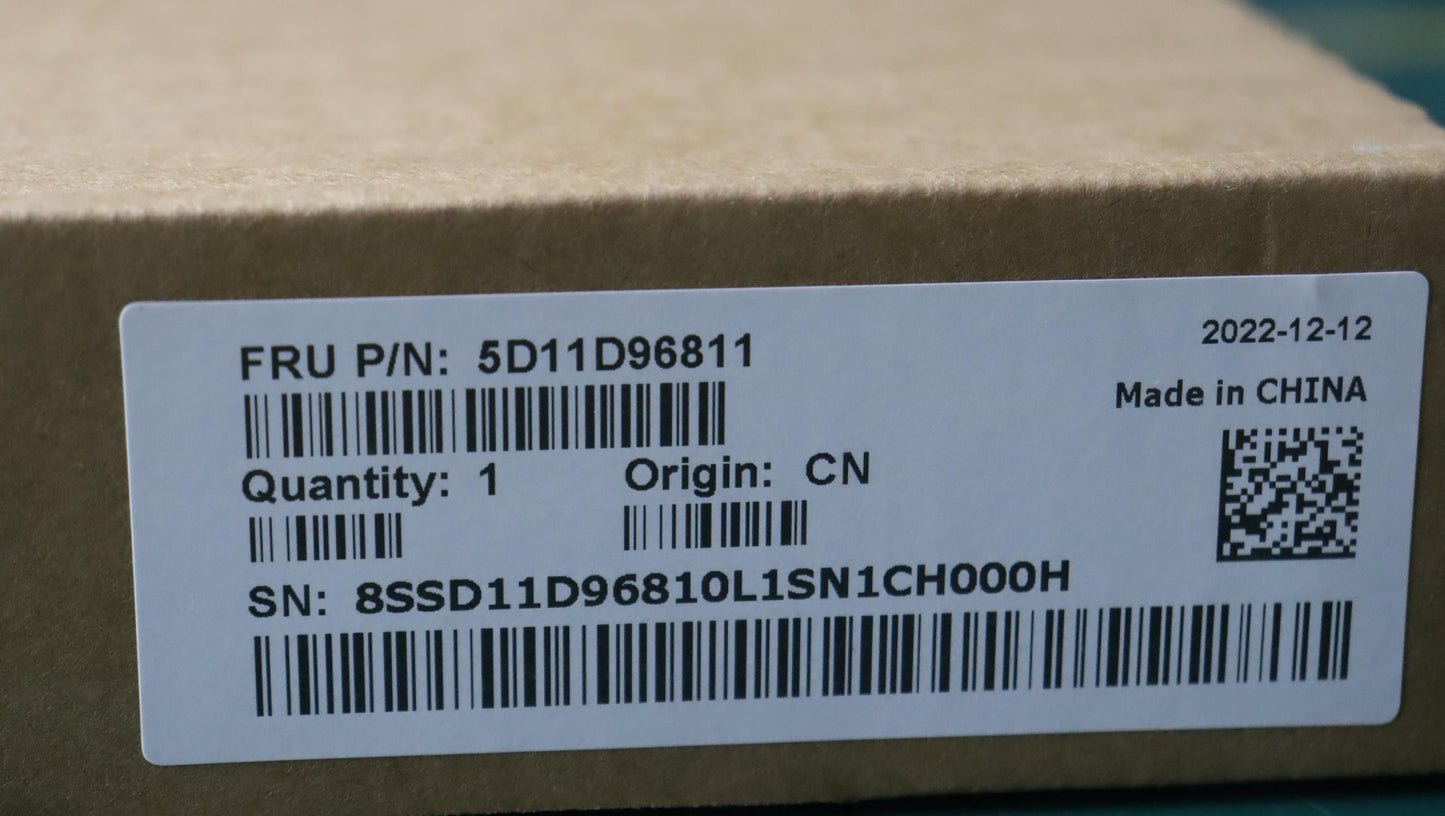 2022-12-12
FRU P/N: 5D11D96811
Made in CHINA
Quantity: 1 Origin: CN
SN: 8SSD11D96810L1SN1CH000H